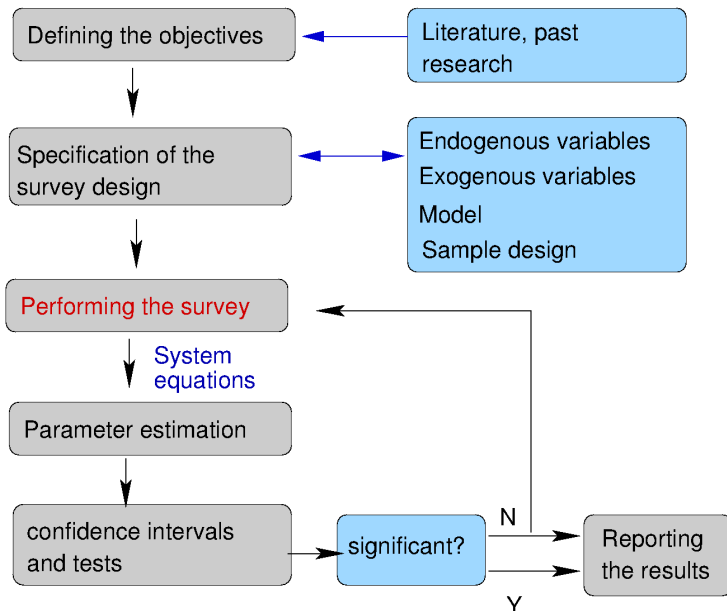 Defining the objectives
Literature, past
research
Specification of the
survey design
Endogenous variables
Exogenous variables
Model
Sample design
Performing the survey
System
equations
Parameter estimation
confidence intervals
and tests
significant?
N
Y
Reporting
the results